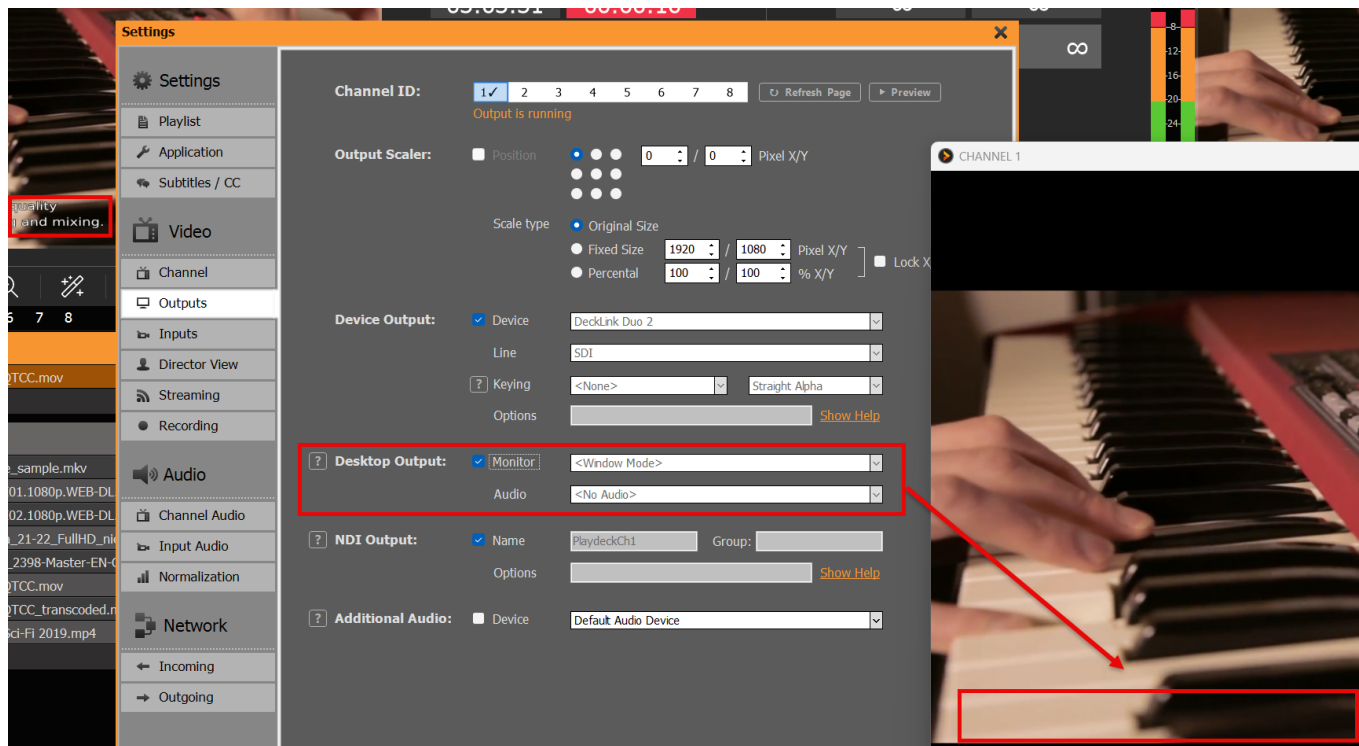 Settings
-8-
-12-
-16-
-20-
-24-
∞
Settings
Playlist
Application
Subtitles / CC
Video
Channel
Outputs
Inputs
Director View
Streaming
Recording
Audio
Channel Audio
Input Audio
Normalization
Network
Incoming
Outgoing
quality
and mixing.
7 8
QTCC.mov
e_sample.mkv
01.1080p.WEB-DL
02.1080p.WEB-DL
a_21-22_FullHD_nie
_2398-Master-EN-C
QTCC.mov
QTCC_transcoded.m
Sci-Fi 2019.mp4
Channel ID: 1✓ 2 3 4 5 6 7 8 Refresh Page Preview
Output is running
Output Scaler: Position 0 / 0 Pixel X/Y
Scale type Original Size
Fixed Size 1920 / 1080 Pixel X/Y
Lock X
Percental 100 / 100 % X/Y
Device Output: Device DeckLink Duo 2
Line SDI
? Keying <None> Straight Alpha
Options Show Help
? Desktop Output: Monitor <Window Mode>
Audio <No Audio>
? NDI Output: Name PlaydeckCh1 Group:
Options Show Help
? Additional Audio: Device Default Audio Device
CHANNEL 1